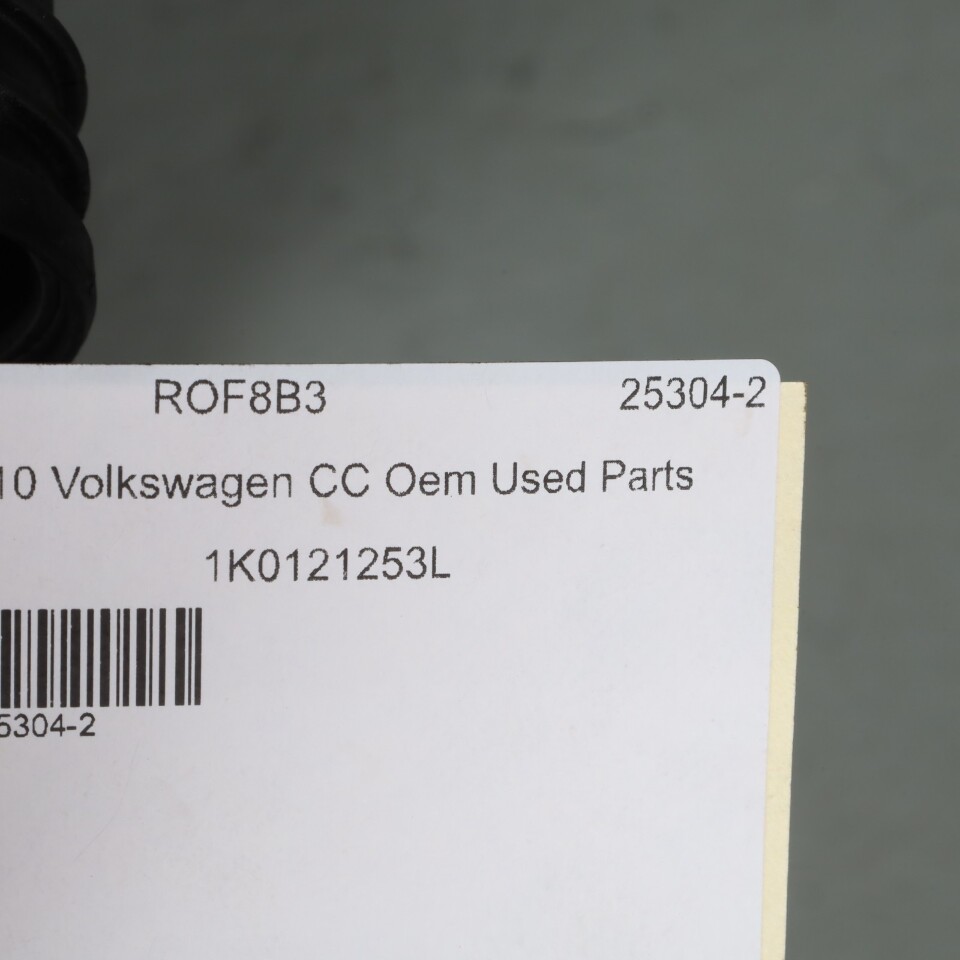 ROF8B3 25304-2
10 Volkswagen CC Oem Used Parts
1K0121253L
5304-2